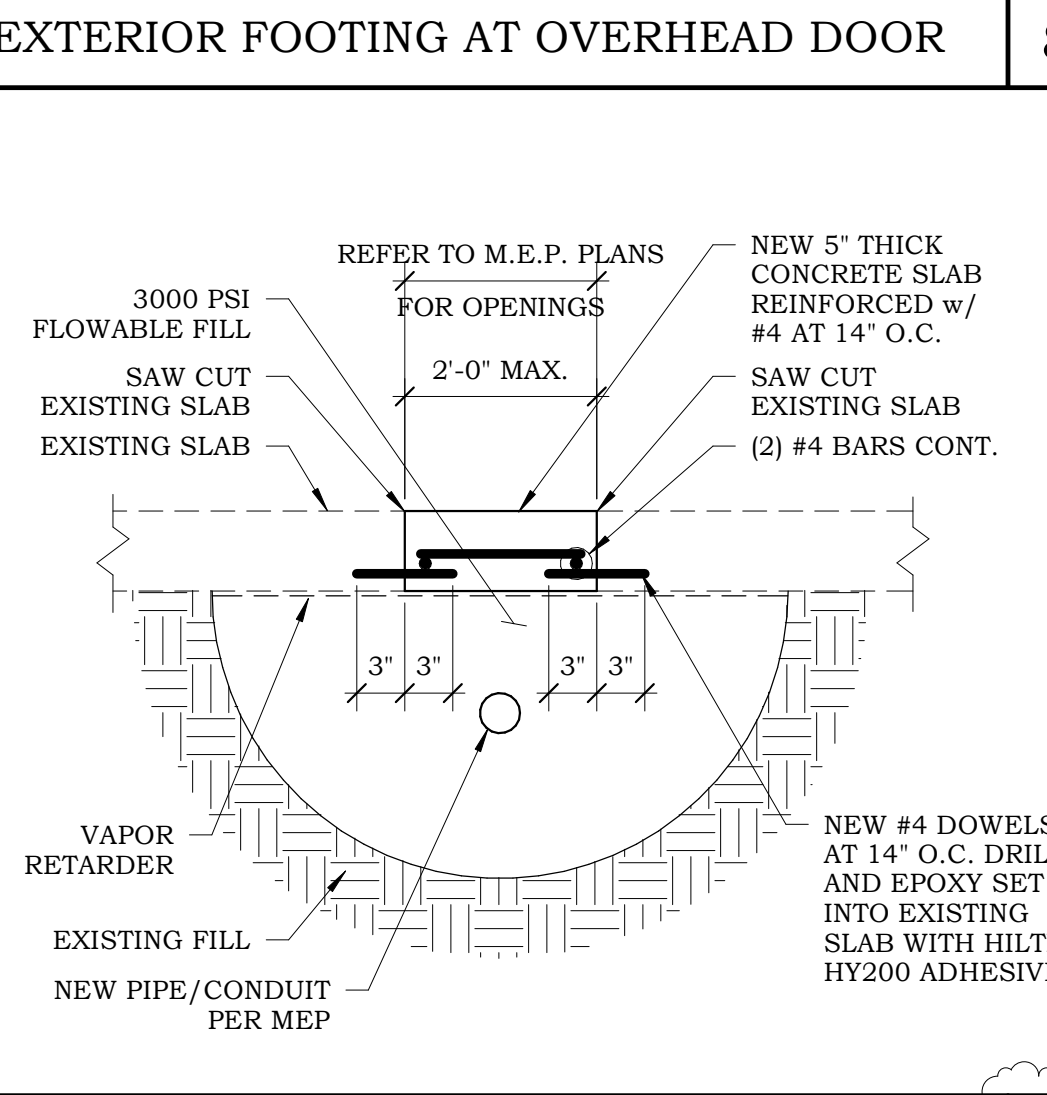 EXTERIOR FOOTING AT OVERHEAD DOOR
REFER TO M.E.P. PLANS
FOR OPENINGS
2'-0" MAX.
3000 PSI
FLOWABLE FILL
SAW CUT
EXISTING SLAB
EXISTING SLAB
NEW 5" THICK
CONCRETE SLAB
REINFORCED w/
#4 AT 14" O.C.
SAW CUT
EXISTING SLAB
(2) #4 BARS CONT.
3" 3" 3" 3"
VAPOR
RETARDER
EXISTING FILL
NEW PIPE/CONDUIT
PER MEP
NEW #4 DOWELS
AT 14" O.C. DRIL
AND EPOXY SET
INTO EXISTING
SLAB WITH HILT
HY200 ADHESIVE